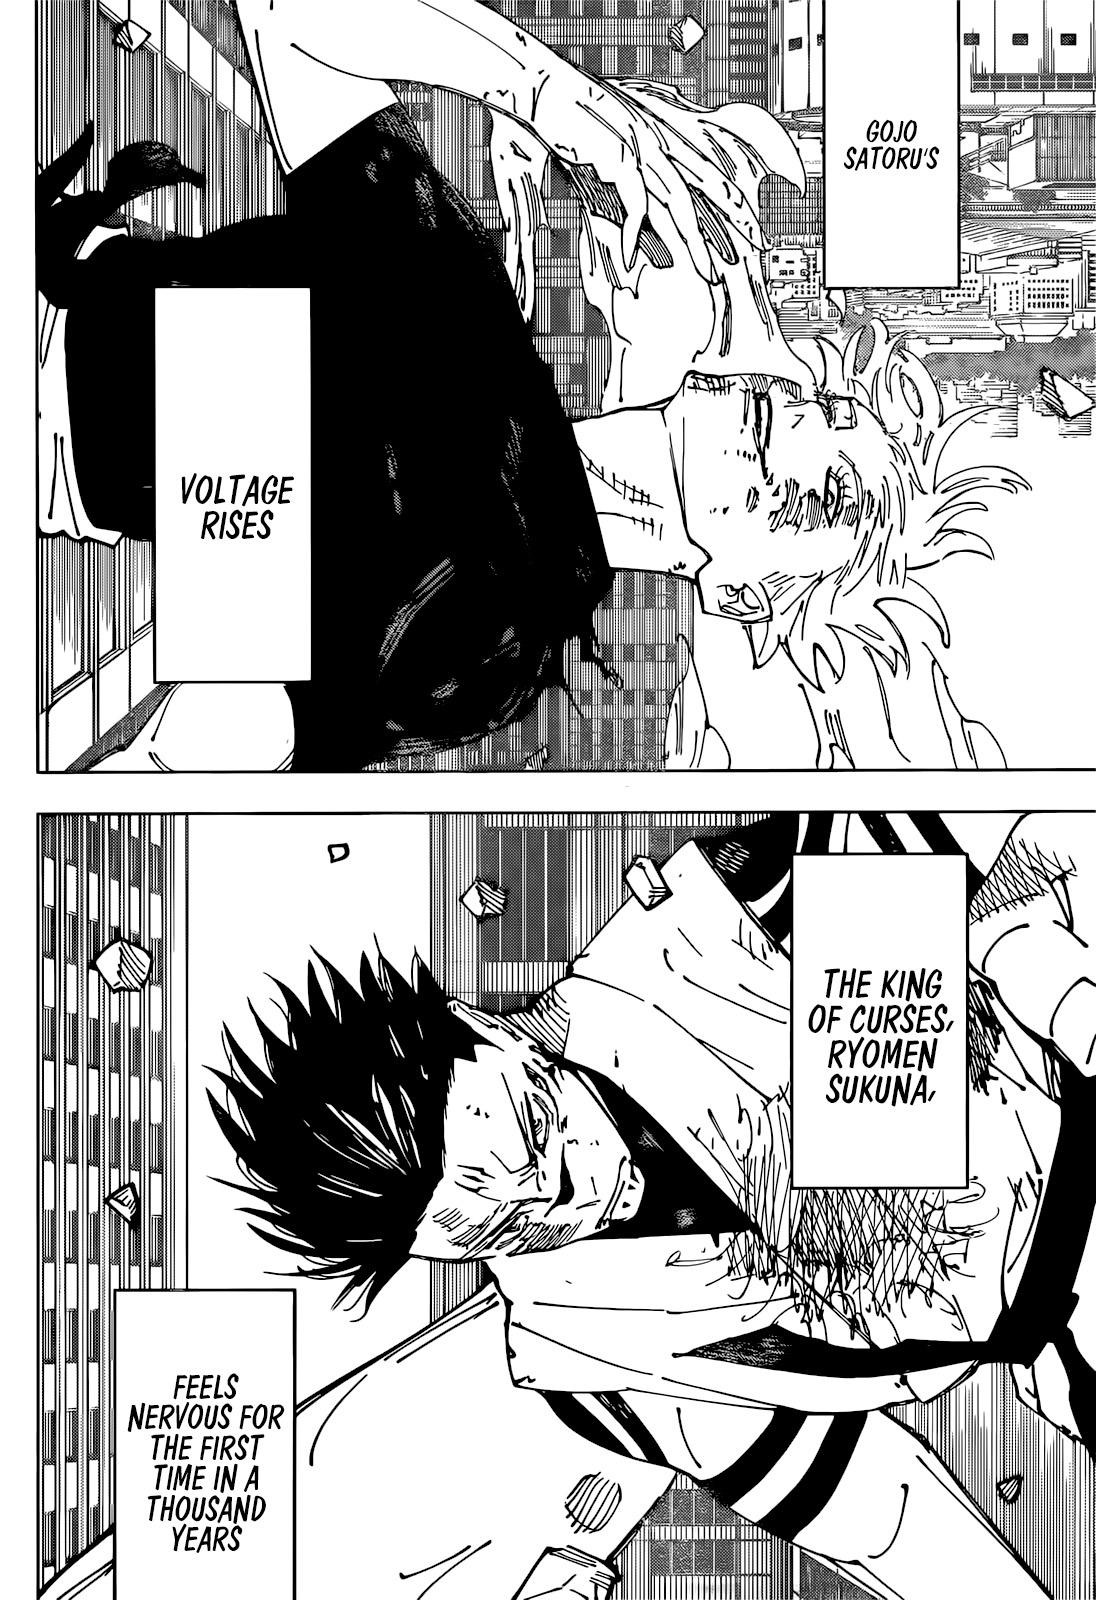 GOJO
SATORU'S
VOLTAGE
RISES
THE KING
OF CURSES,
RYOMEN
SUKUNA,
FEELS
NERVOUS FOR
THE FIRST
TIME IN A
THOUSAND
YEARS